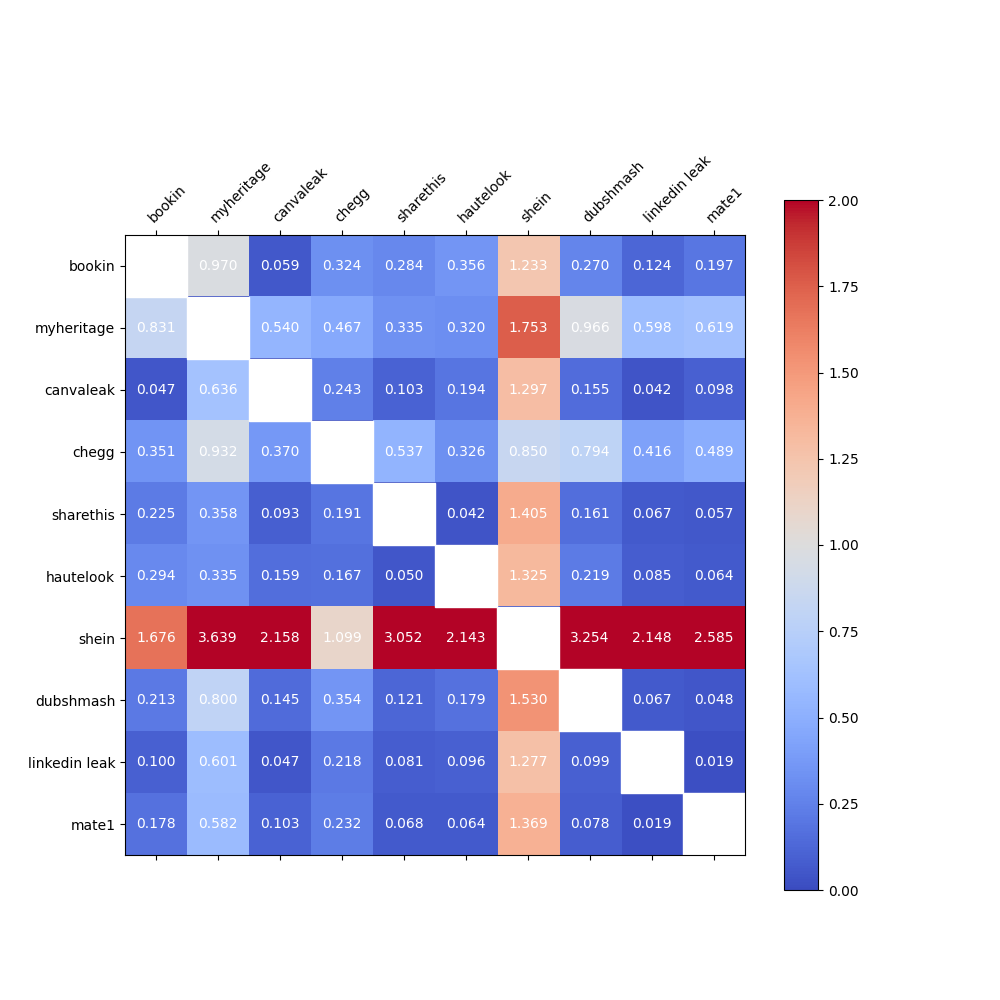 bookin myheritage canvaleak chegg sharethis hautelook shein dubshmash linkedin leak mate1
bookin 0.970 0.059 0.324 0.284 0.356 1.233 0.270 0.124 0.197
myheritage 0.831 0.540 0.467 0.335 0.320 1.753 0.966 0.598 0.619
canvaleak 0.047 0.636 0.243 0.103 0.194 1.297 0.155 0.042 0.098
chegg 0.351 0.932 0.370 0.537 0.326 0.850 0.794 0.416 0.489
sharethis 0.225 0.358 0.093 0.191 0.042 1.405 0.161 0.067 0.057
hautelook 0.294 0.335 0.159 0.167 0.050 1.325 0.219 0.085 0.064
shein 1.676 3.639 2.158 1.099 3.052 2.143 3.254 2.148 2.585
dubshmash 0.213 0.800 0.145 0.354 0.121 0.179 1.530 0.067 0.048
linkedin leak 0.100 0.601 0.047 0.218 0.081 0.096 1.277 0.099 0.019
mate1 0.178 0.582 0.103 0.232 0.068 0.064 1.369 0.078 0.019
2.00
1.75
1.50
1.25
1.00
0.75
0.50
0.25
0.00